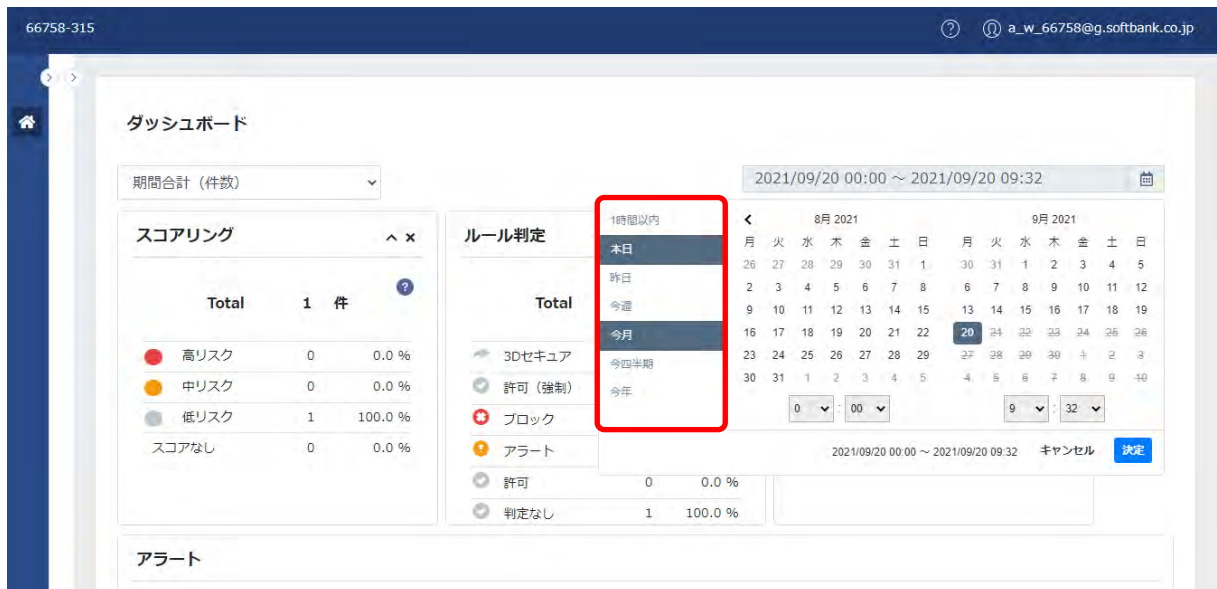 66758-315
a_w_66758@g.softbank.co.jp
ダッシュボード
期間合計（件数）
2021/09/20 00:00 ～ 2021/09/20 09:32
スコアリング
Total 1 件
高リスク 0 0.0 %
中リスク 0 0.0 %
低リスク 1 100.0 %
スコアなし 0 0.0 %
ルール判定
Total
3Dセキュア
許可（強制）
ブロック
アラート
許可 0 0.0 %
判定なし 1 100.0 %
1時間以内
本日
昨日
今週
今月
今四半期
今年
8月 2021
月 火 水 木 金 土 日
26 27 28 29 30 31 1
2 3 4 5 6 7 8
9 10 11 12 13 14 15
16 17 18 19 20 21 22
23 24 25 26 27 28 29
30 31 1 2 3 4 5
0 : 00
9月 2021
月 火 水 木 金 土 日
30 31 1 2 3 4 5
6 7 8 9 10 11 12
13 14 15 16 17 18 19
20 21 22 23 24 25 26
27 28 29 30 1 2 3
4 5 6 7 8 9 10
9 : 32
2021/09/20 00:00 ～ 2021/09/20 09:32 キャンセル 決定
アラート